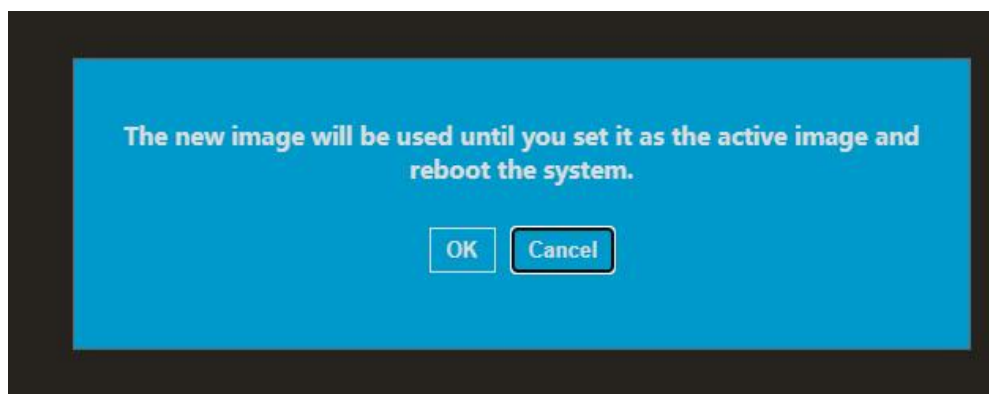 The new image will be used until you set it as the active image and
reboot the system.
OK
Cancel